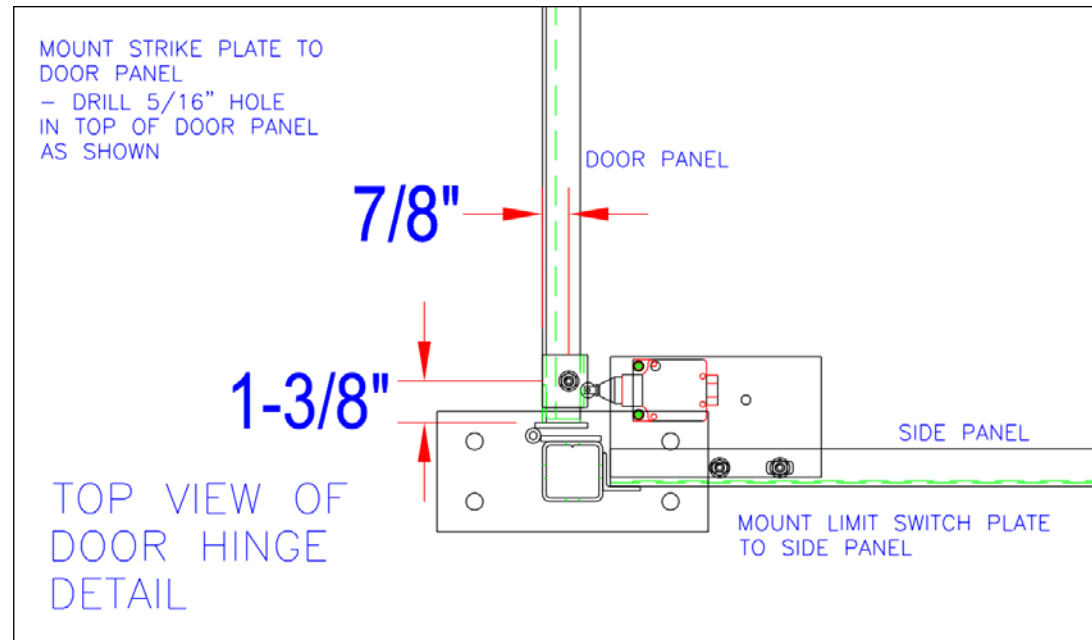 MOUNT STRIKE PLATE TO
DOOR PANEL
- DRILL 5/16" HOLE
IN TOP OF DOOR PANEL
AS SHOWN
DOOR PANEL
7/8"
1-3/8"
SIDE PANEL
TOP VIEW OF
DOOR HINGE
DETAIL
MOUNT LIMIT SWITCH PLATE
TO SIDE PANEL